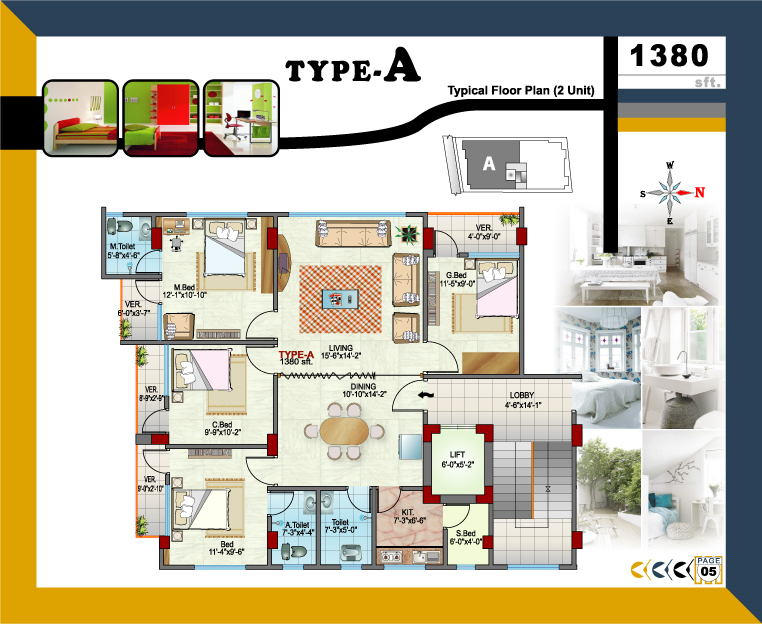 TYPE-A
1380
sft.
Typical Floor Plan (2 Unit)
A
W
S
N
E
M.Toilet
5'-8"x4'-6"
M.Bed
12'-1"x10'-10"
VER.
4'-0"x9'-0"
G.Bed
11'-5"x9'-0"
VER.
6'-0"x3'-7"
LIVING
15'-6"x14'-2"
TYPE-A
1380 sft.
DINING
10'-10"x14'-2"
VER.
8'-9"x2'-9"
C.Bed
9'-9"x10'-2"
LOBBY
4'-6"x14'-1"
LIFT
6'-0"x5'-2"
VER.
9'-0"x2'-10"
Bed
11'-4"x9'-6"
A.Toilet
7'-3"x4'-4"
Toilet
7'-3"x5'-0"
KIT.
7'-3"x6'-6"
S.Bed
6'-0"x4'-0"
PAGE
05